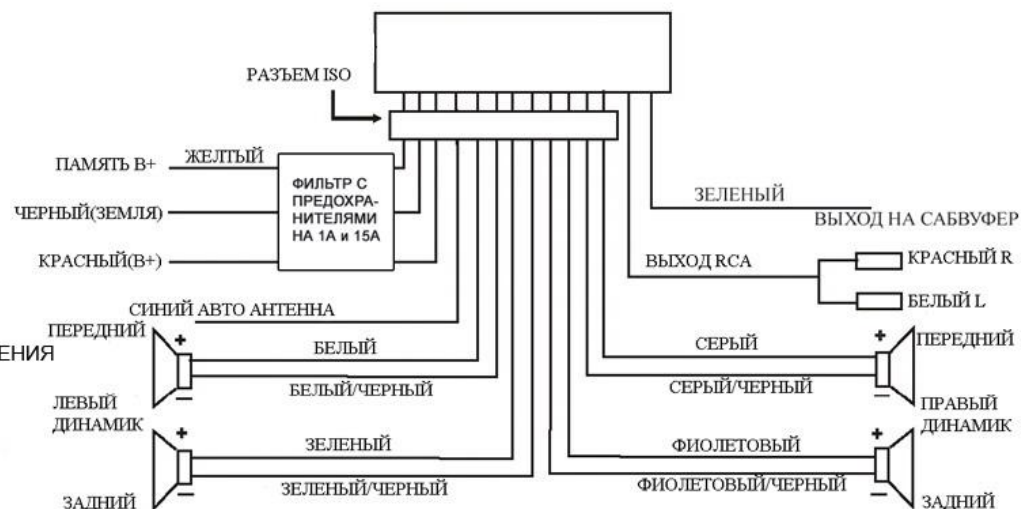 РАЗЪЕМ ISO
ПАМЯТЬ В+
ЖЕЛТЫЙ
ЧЕРНЫЙ(ЗЕМЛЯ)
КРАСНЫЙ(В+)
ФИЛЬТР С
ПРЕДОХРА-
НИТЕЛЯМИ
НА 1А и 15А
ЗЕЛЕНЫЙ
ВЫХОД НА САБВУФЕР
ВЫХОД RCA
КРАСНЫЙ R
БЕЛЫЙ L
СИНИЙ АВТО АНТЕННА
ПЕРЕДНИЙ
ЕНИЯ
+
БЕЛЫЙ
БЕЛЫЙ/ЧЕРНЫЙ
−
ЛЕВЫЙ
ДИНАМИК
+
ЗЕЛЕНЫЙ
ЗЕЛЕНЫЙ/ЧЕРНЫЙ
−
ЗАДНИЙ
СЕРЫЙ
СЕРЫЙ/ЧЕРНЫЙ
+
ПЕРЕДНИЙ
−
ПРАВЫЙ
ДИНАМИК
+
ФИОЛЕТОВЫЙ
ФИОЛЕТОВЫЙ/ЧЕРНЫЙ
−
ЗАДНИЙ